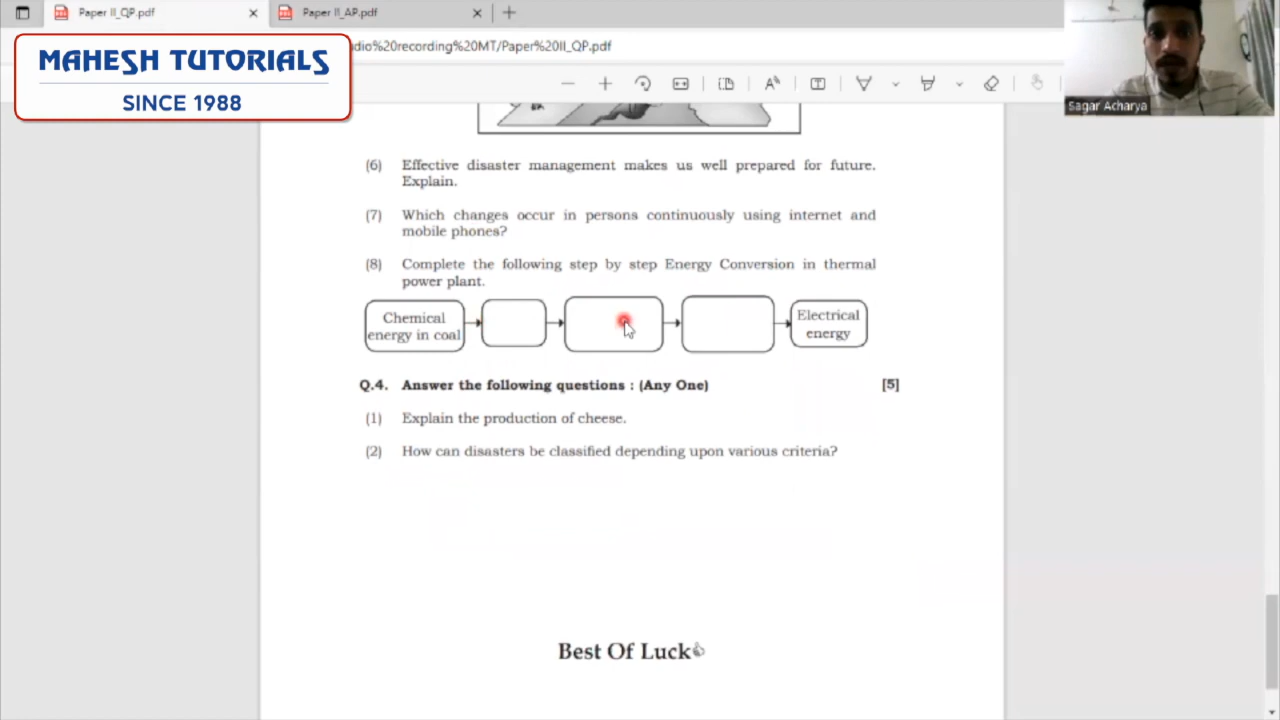 Paper II_QP.pdf
Paper II_AP.pdf
dio%20recording%20MT/Paper%20II_QP.pdf
MAHESH TUTORIALS
SINCE 1988
Sagar Acharya
(6) Effective disaster management makes us well prepared for future.
Explain.
(7) Which changes occur in persons continuously using internet and
mobile phones?
(8) Complete the following step by step Energy Conversion in thermal
power plant.
Chemical
energy in coal
Electrical
energy
Q.4. Answer the following questions : (Any One) [5]
(1) Explain the production of cheese.
(2) How can disasters be classified depending upon various criteria?
Best Of Luck